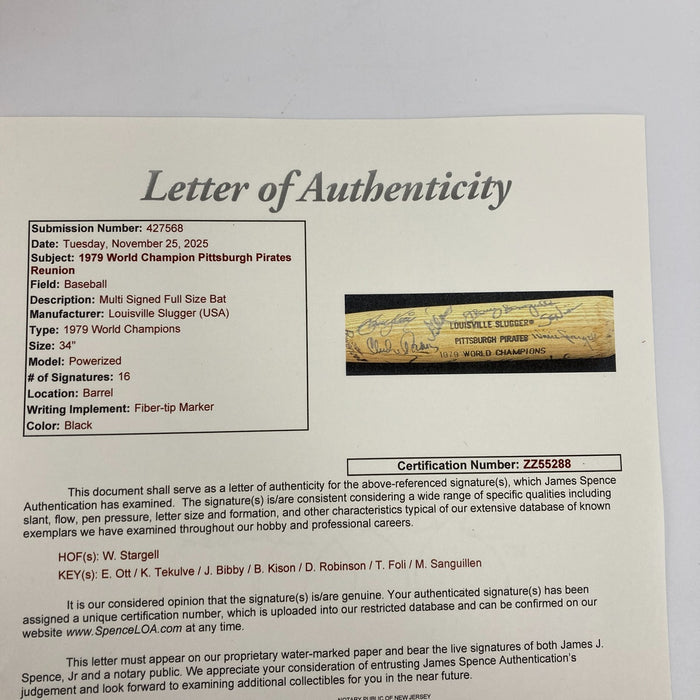 Letter of Authenticity
Submission Number: 427568
Date: Tuesday, November 25, 2025
Subject: 1979 World Champion Pittsburgh Pirates
Reunion
Field: Baseball
Description: Multi Signed Full Size Bat
Manufacturer: Louisville Slugger (USA)
Type: 1979 World Champions
Size: 34"
Model: Powerized
# of Signatures: 16
Location: Barrel
Writing Implement: Fiber-tip Marker
Color: Black
LOUISVILLE SLUGGER®
PITTSBURGH PIRATES
1979 WORLD CHAMPIONS
Certification Number: ZZ55288
This document shall serve as a letter of authenticity for the above-referenced signature(s), which James Spence
Authentication has examined. The signature(s) is/are consistent considering a wide range of specific qualities including
slant, flow, pen pressure, letter size and formation, and other characteristics typical of our extensive database of known
exemplars we have examined throughout our hobby and professional careers.
HOF(s): W. Stargell
KEY(s): E. Ott / K. Tekulve / J. Bibby / B. Kison / D. Robinson / T. Foli / M. Sanguillen
It is our considered opinion that the signature(s) is/are genuine. Your authenticated signature(s) has been
assigned a unique certification number, which is uploaded into our restricted database and can be confirmed on our
website www.SpenceLOA.com at any time.
This letter must appear on our proprietary water-marked paper and bear the live signatures of both James J.
Spence, Jr and a notary public. We appreciate your consideration of entrusting James Spence Authentication's
judgement and look forward to examining additional collectibles for you in the near future.
NOTARY PUBLIC OF NEW JERSEY